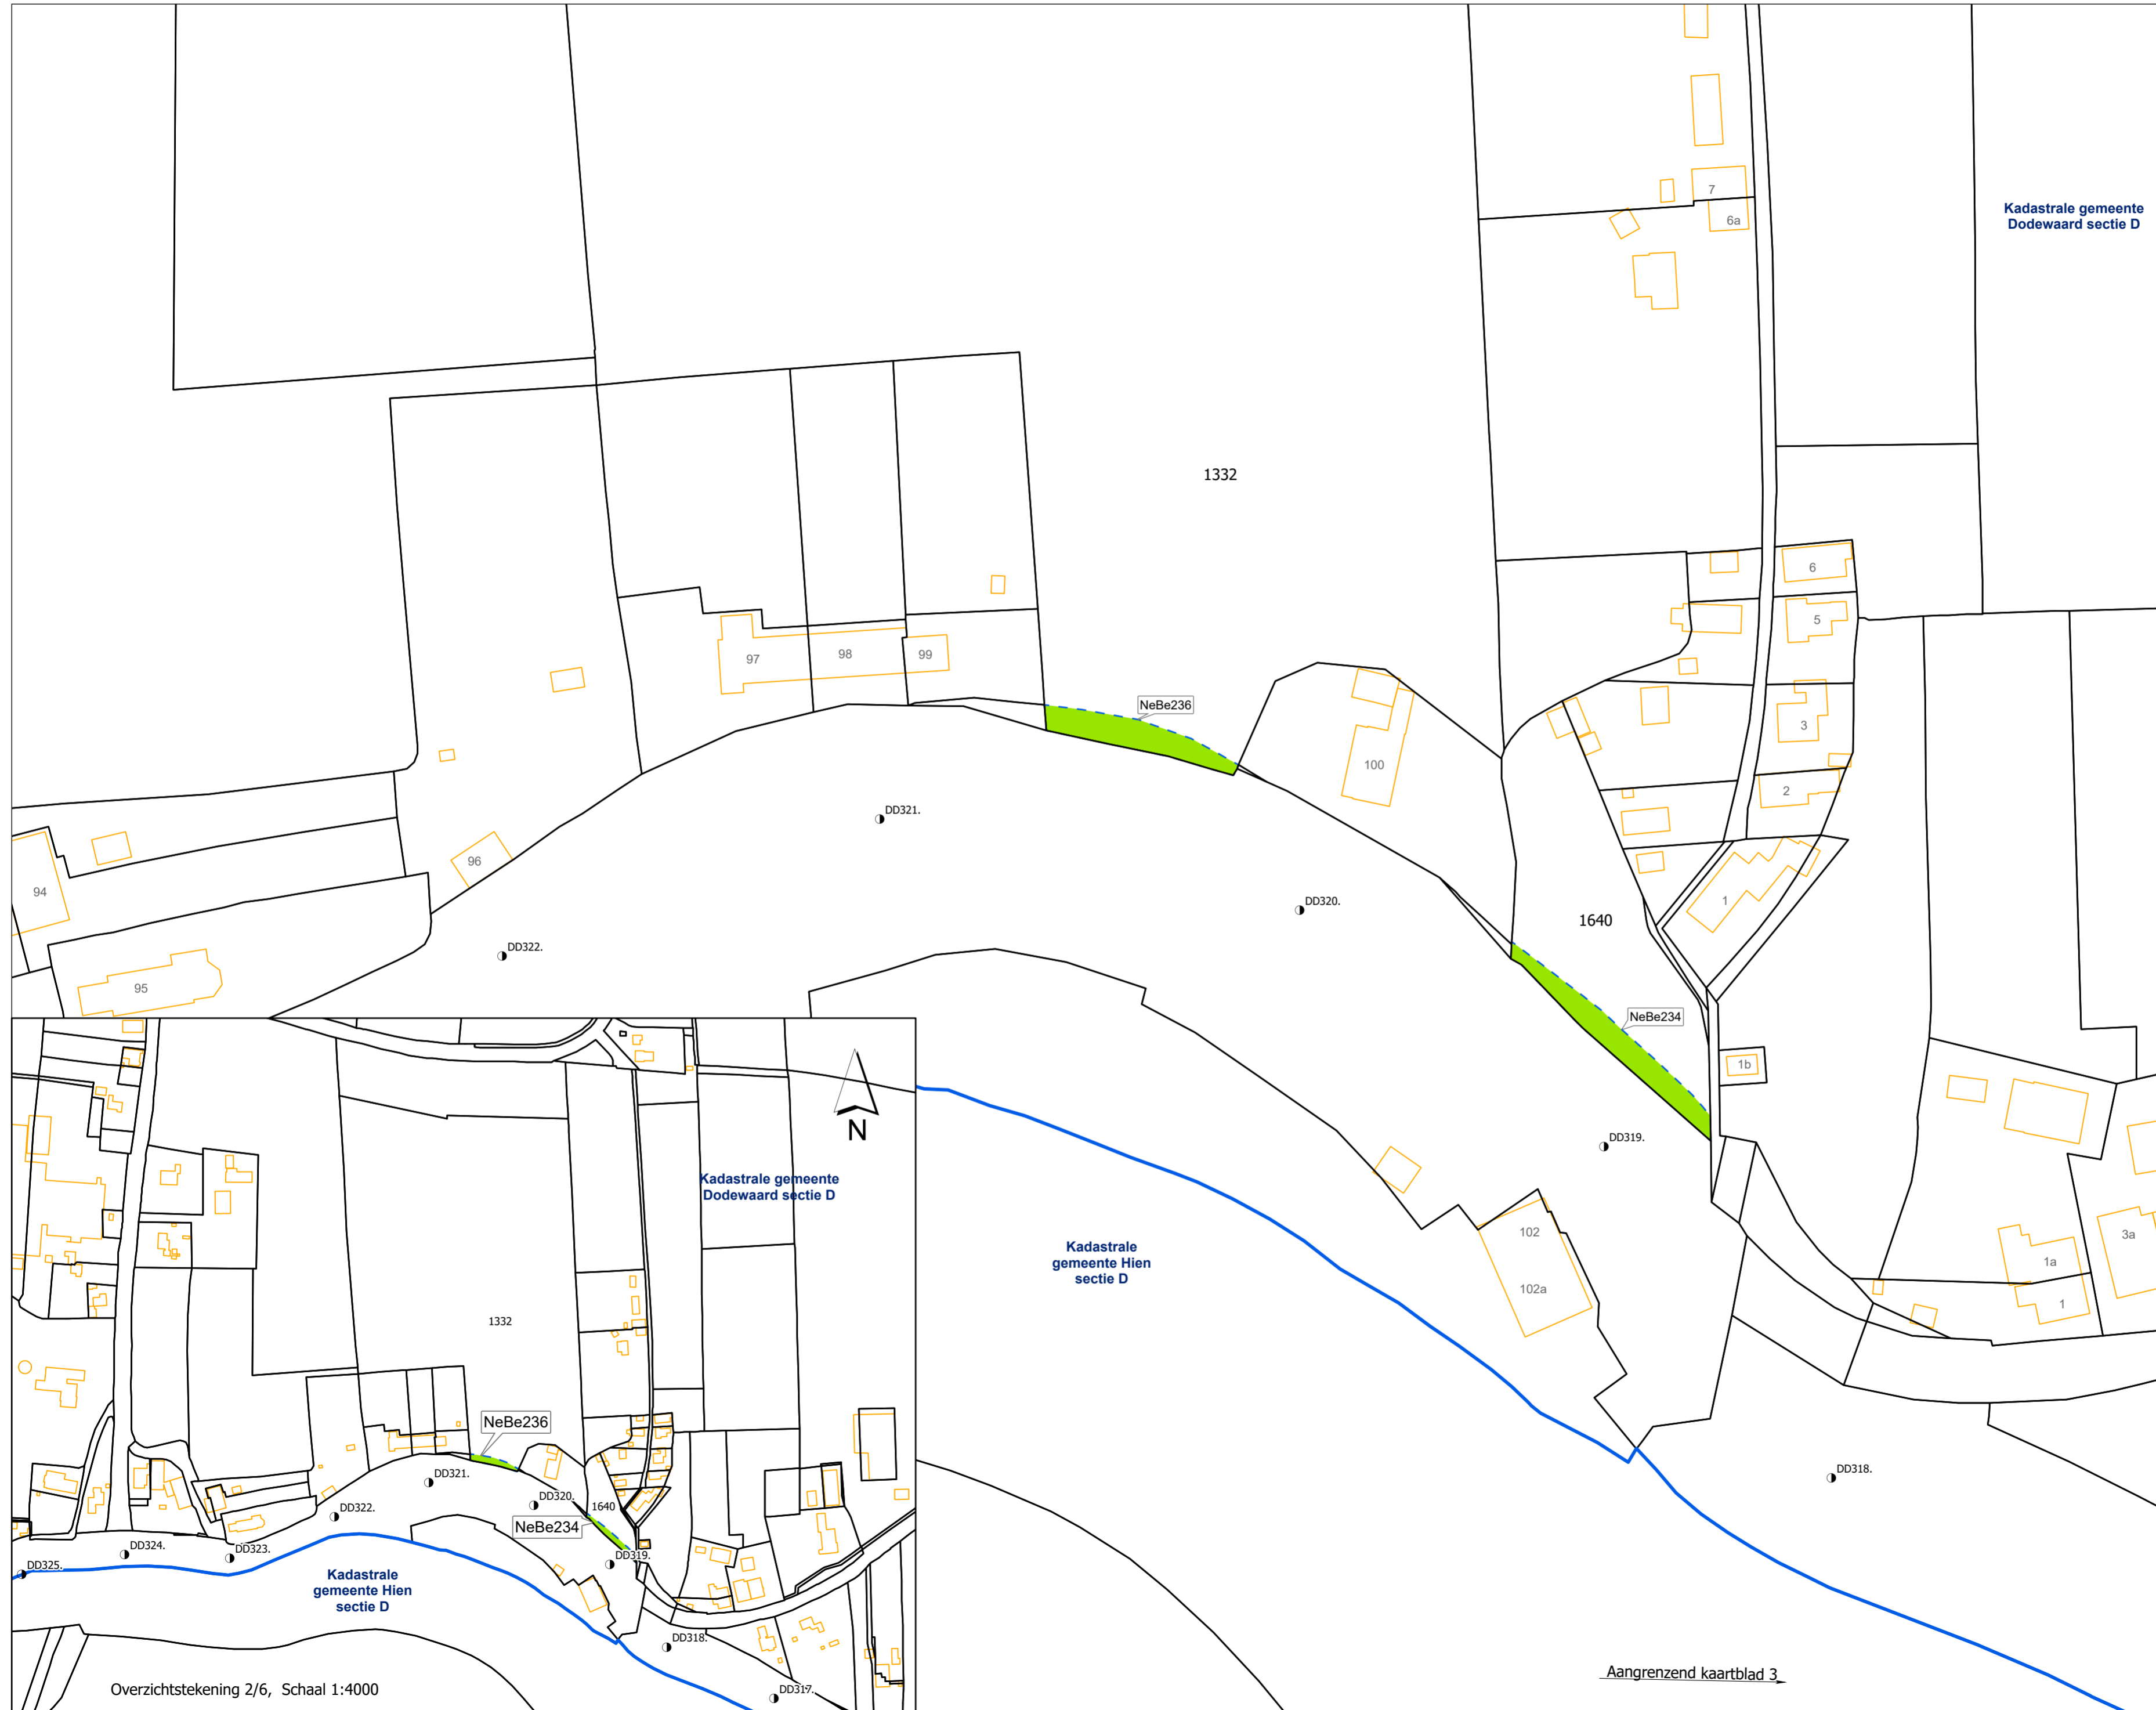 7
6a
Kadastrale gemeente
Dodewaard sectie D
1332
6
5
97
98
99
NeBe236
3
100
2
DD321.
96
94
1
DD320.
1640
DD322.
95
NeBe234
1b
DD319.
102
102a
3a
1a
1
Kadastrale
gemeente Hien
sectie D
DD318.
Aangrenzend kaartblad 3
N
Kadastrale gemeente
Dodewaard sectie D
1332
NeBe236
DD321.
DD320.
1640
DD322.
NeBe234
DD324.
DD323.
DD319.
DD325.
Kadastrale
gemeente Hien
sectie D
DD318.
DD317.
Overzichtstekening 2/6, Schaal 1:4000